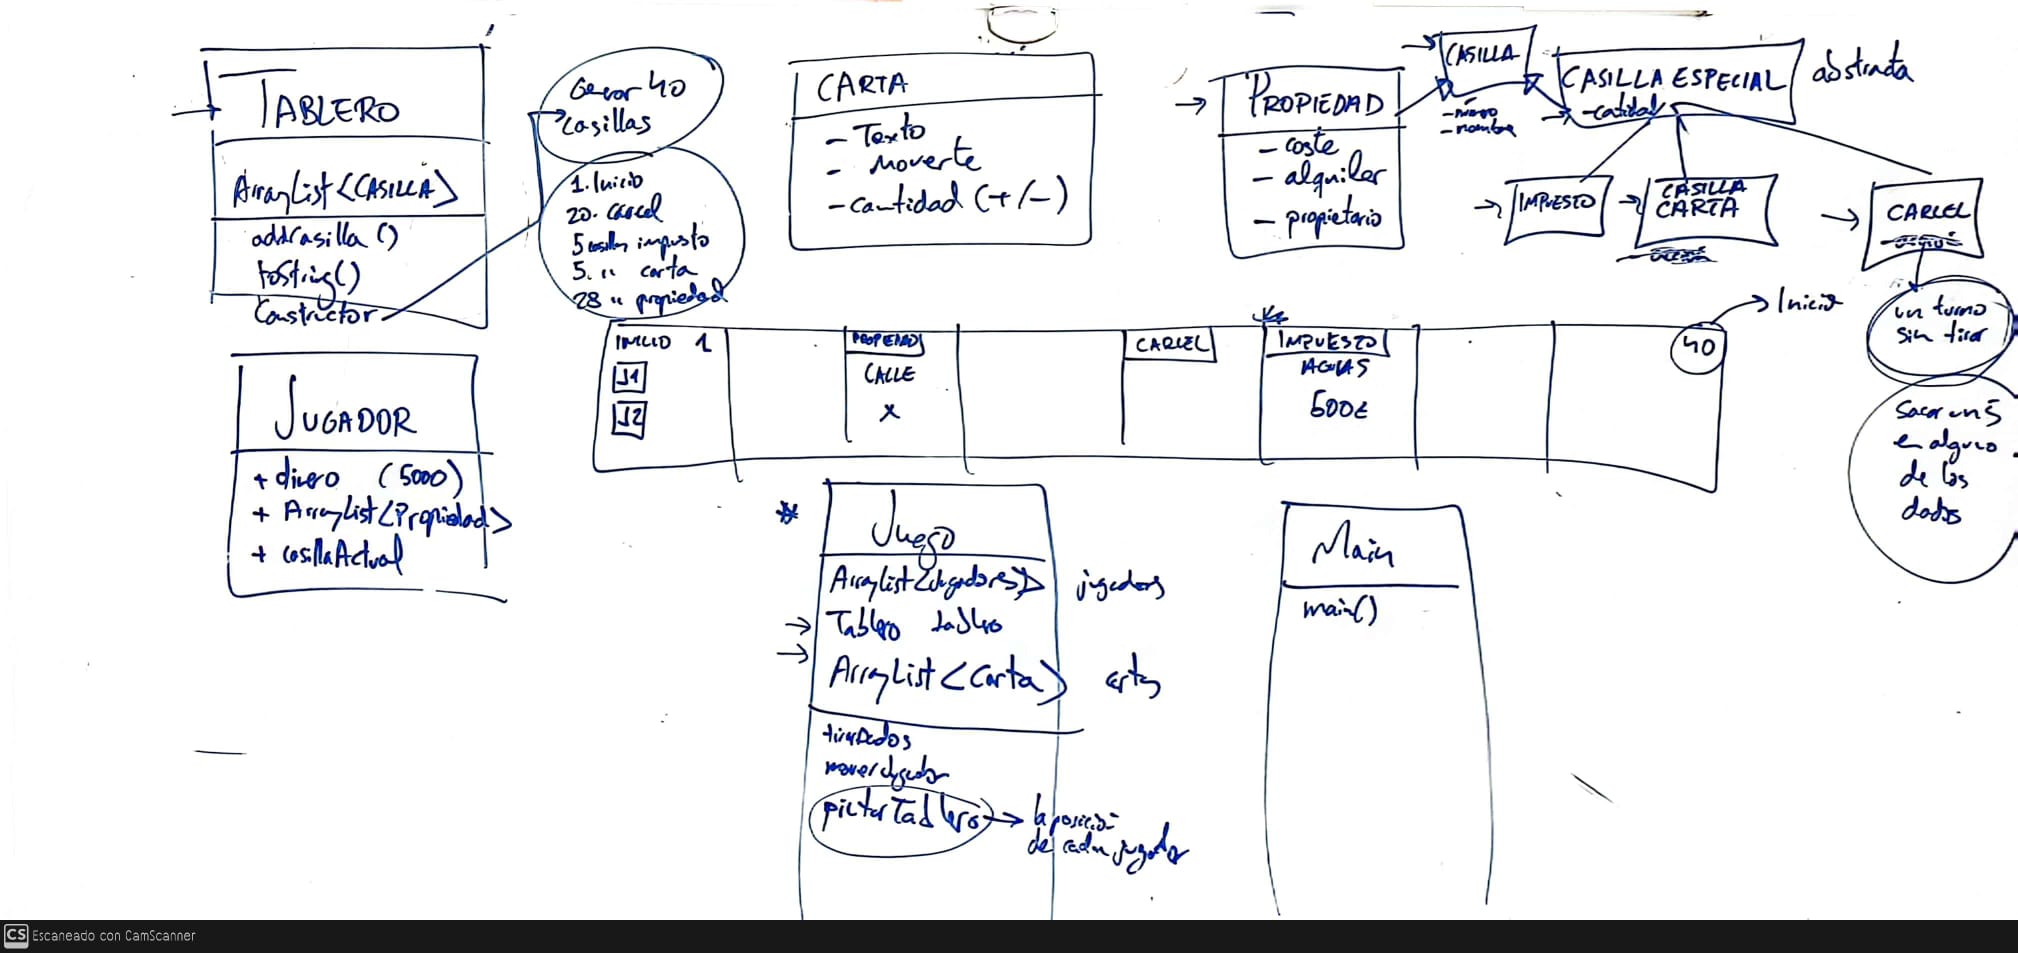 TABLERO
ArrayList<CASILLA>
addCasilla()
toString()
Constructor
Generar 40
casillas
1. Inicio
20. Carcel
5 casillas impuesto
5. " carta
28 " propiedad
CARTA
- Texto
- Moverte
- Cantidad (+/-)
PROPIEDAD
- coste
- alquiler
- propietario
CASILLA
- nombre
CASILLA ESPECIAL
- cantidad
abstracta
IMPUESTO
CASILLA
CARTA
CARCEL
un turno
sin tirar
Sacar un 5
en alguno
de los
dados
INICIO 1
J1
J2
PROPIEDAD
CALLE
X
CARCEL
IMPUESTO
AGUAS
500€
40
Inicio
JUGADOR
+ dinero (5000)
+ ArrayList<Propiedad>
+ casillaActual
*
Juego
ArrayList<Jugadores> jugadores
Tablero tablero
ArrayList<Carta> cartas
tirarDados
moverJugador
pintarTablero
la posición
de cada jugador
Main
main()
CS Escaneado con CamScanner